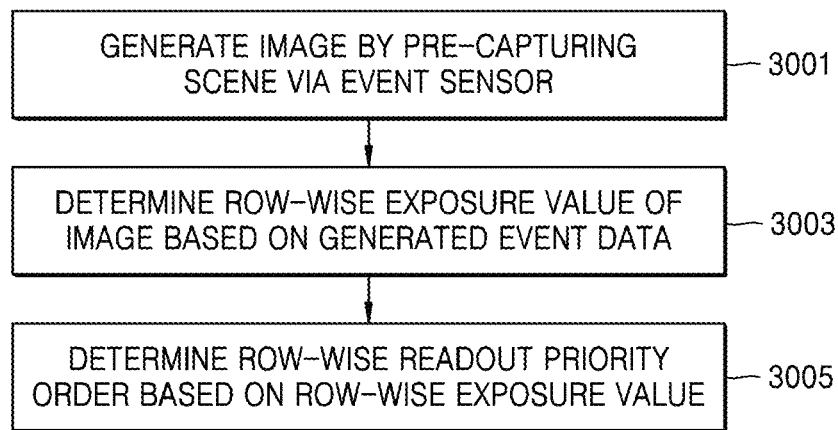 GENERATE IMAGE BY PRE-CAPTURING
SCENE VIA EVENT SENSOR
3001
DETERMINE ROW-WISE EXPOSURE VALUE OF
IMAGE BASED ON GENERATED EVENT DATA
3003
DETERMINE ROW-WISE READOUT PRIORITY
ORDER BASED ON ROW-WISE EXPOSURE VALUE
3005